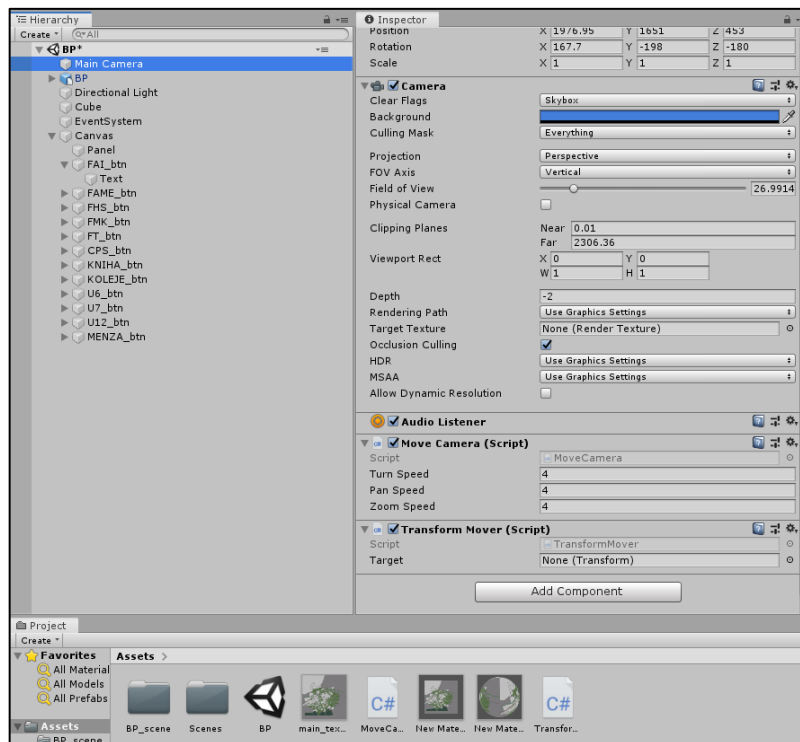 Hierarchy
Create
All
BP*
Main Camera
BP
Directional Light
Cube
EventSystem
Canvas
Panel
FAI_btn
Text
FAME_btn
FHS_btn
FMK_btn
FT_btn
CPS_btn
KNIHA_btn
KOLEJE_btn
U6_btn
U7_btn
U12_btn
MENZA_btn
Inspector
Position X 1976.95 Y 1651 Z 453
Rotation X 167.7 Y -198 Z -180
Scale X 1 Y 1 Z 1
Camera
Clear Flags Skybox
Background
Culling Mask Everything
Projection Perspective
FOV Axis Vertical
Field of View 26.9914
Physical Camera
Clipping Planes Near 0.01
Far 2306.36
Viewport Rect X 0 Y 0
W 1 H 1
Depth -2
Rendering Path Use Graphics Settings
Target Texture None (Render Texture)
Occlusion Culling
HDR Use Graphics Settings
MSAA Use Graphics Settings
Allow Dynamic Resolution
Audio Listener
Move Camera (Script)
Script MoveCamera
Turn Speed 4
Pan Speed 4
Zoom Speed 4
Transform Mover (Script)
Script TransformMover
Target None (Transform)
Add Component
Project
Create
Favorites
All Material
All Models
All Prefabs
Assets
BP_scene
Assets >
C# C#
BP_scene Scenes BP main_tex... MoveCa... New Mate... New Mate... Transfor...